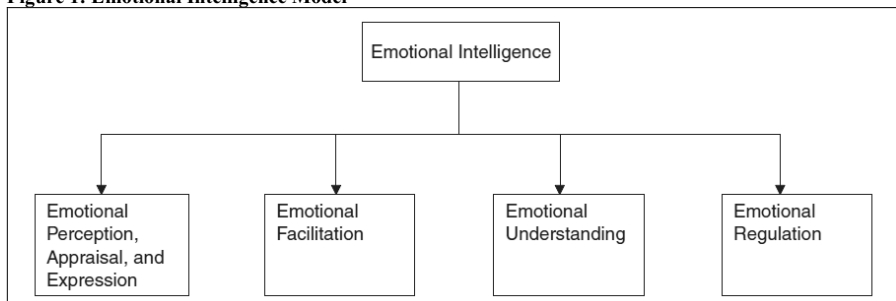 Figure 1: Emotional Intelligence Model
Emotional Intelligence
Emotional
Perception,
Appraisal, and
Expression
Emotional
Facilitation
Emotional
Understanding
Emotional
Regulation